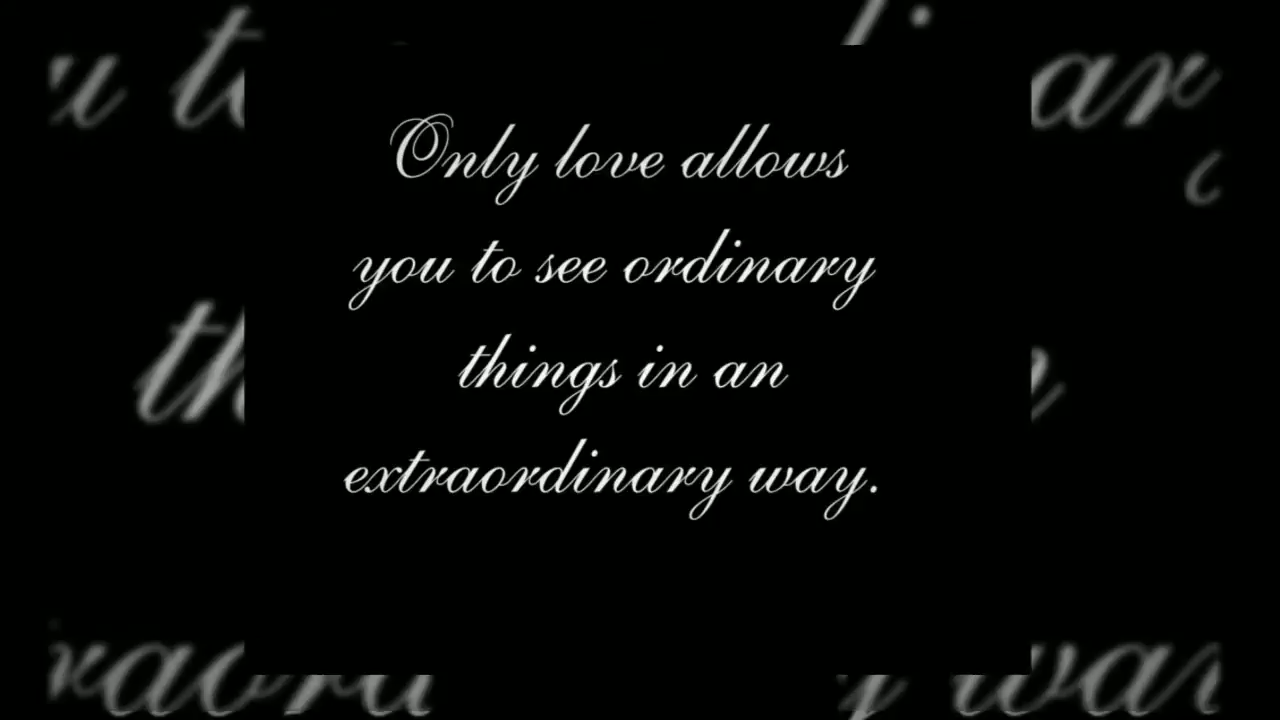 Only love allows
you to see ordinary
things in an
extraordinary way.